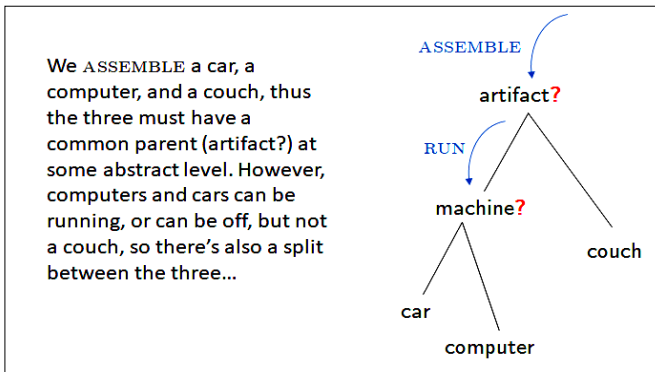 We ASSEMBLE a car, a
computer, and a couch, thus
the three must have a
common parent (artifact?) at
some abstract level. However,
computers and cars can be
running, or can be off, but not
a couch, so there's also a split
between the three...
ASSEMBLE
artifact?
RUN
machine?
couch
car
computer